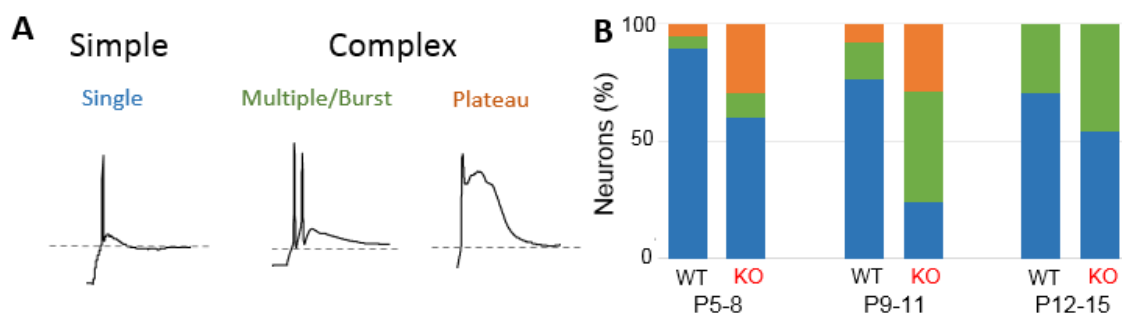 A
Simple
Complex
Single
Multiple/Burst
Plateau
B
Neurons (%)
100
50
0
WT KO WT KO WT KO
P5-8 P9-11 P12-15